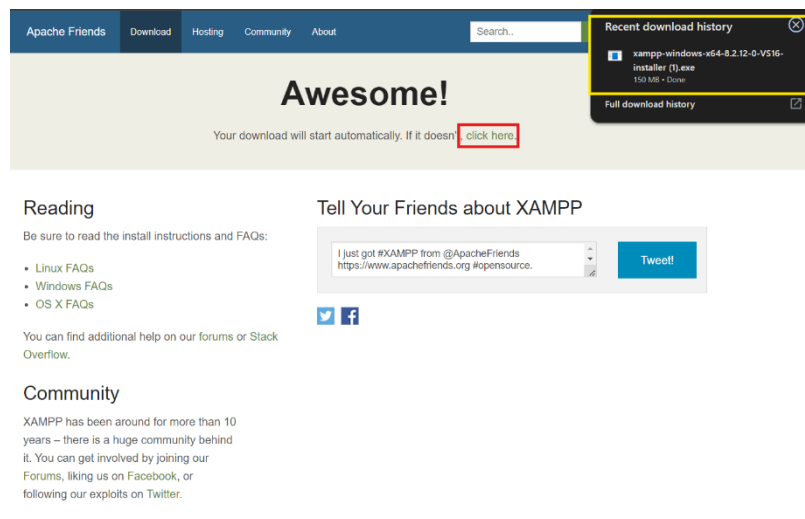 Apache Friends Download Hosting Community About Search..
Recent download history
xampp-windows-x64-8.2.12-0-VS16-
installer (1).exe
150 MB • Done
Full download history
Awesome!
Your download will start automatically. If it doesn', click here.
Reading
Be sure to read the install instructions and FAQs:
• Linux FAQs
• Windows FAQs
• OS X FAQs
You can find additional help on our forums or Stack
Overflow.
Community
XAMPP has been around for more than 10
years – there is a huge community behind
it. You can get involved by joining our
Forums, liking us on Facebook, or
following our exploits on Twitter.
Tell Your Friends about XAMPP
I just got #XAMPP from @ApacheFriends
https://www.apachefriends.org #opensource.
Tweet!